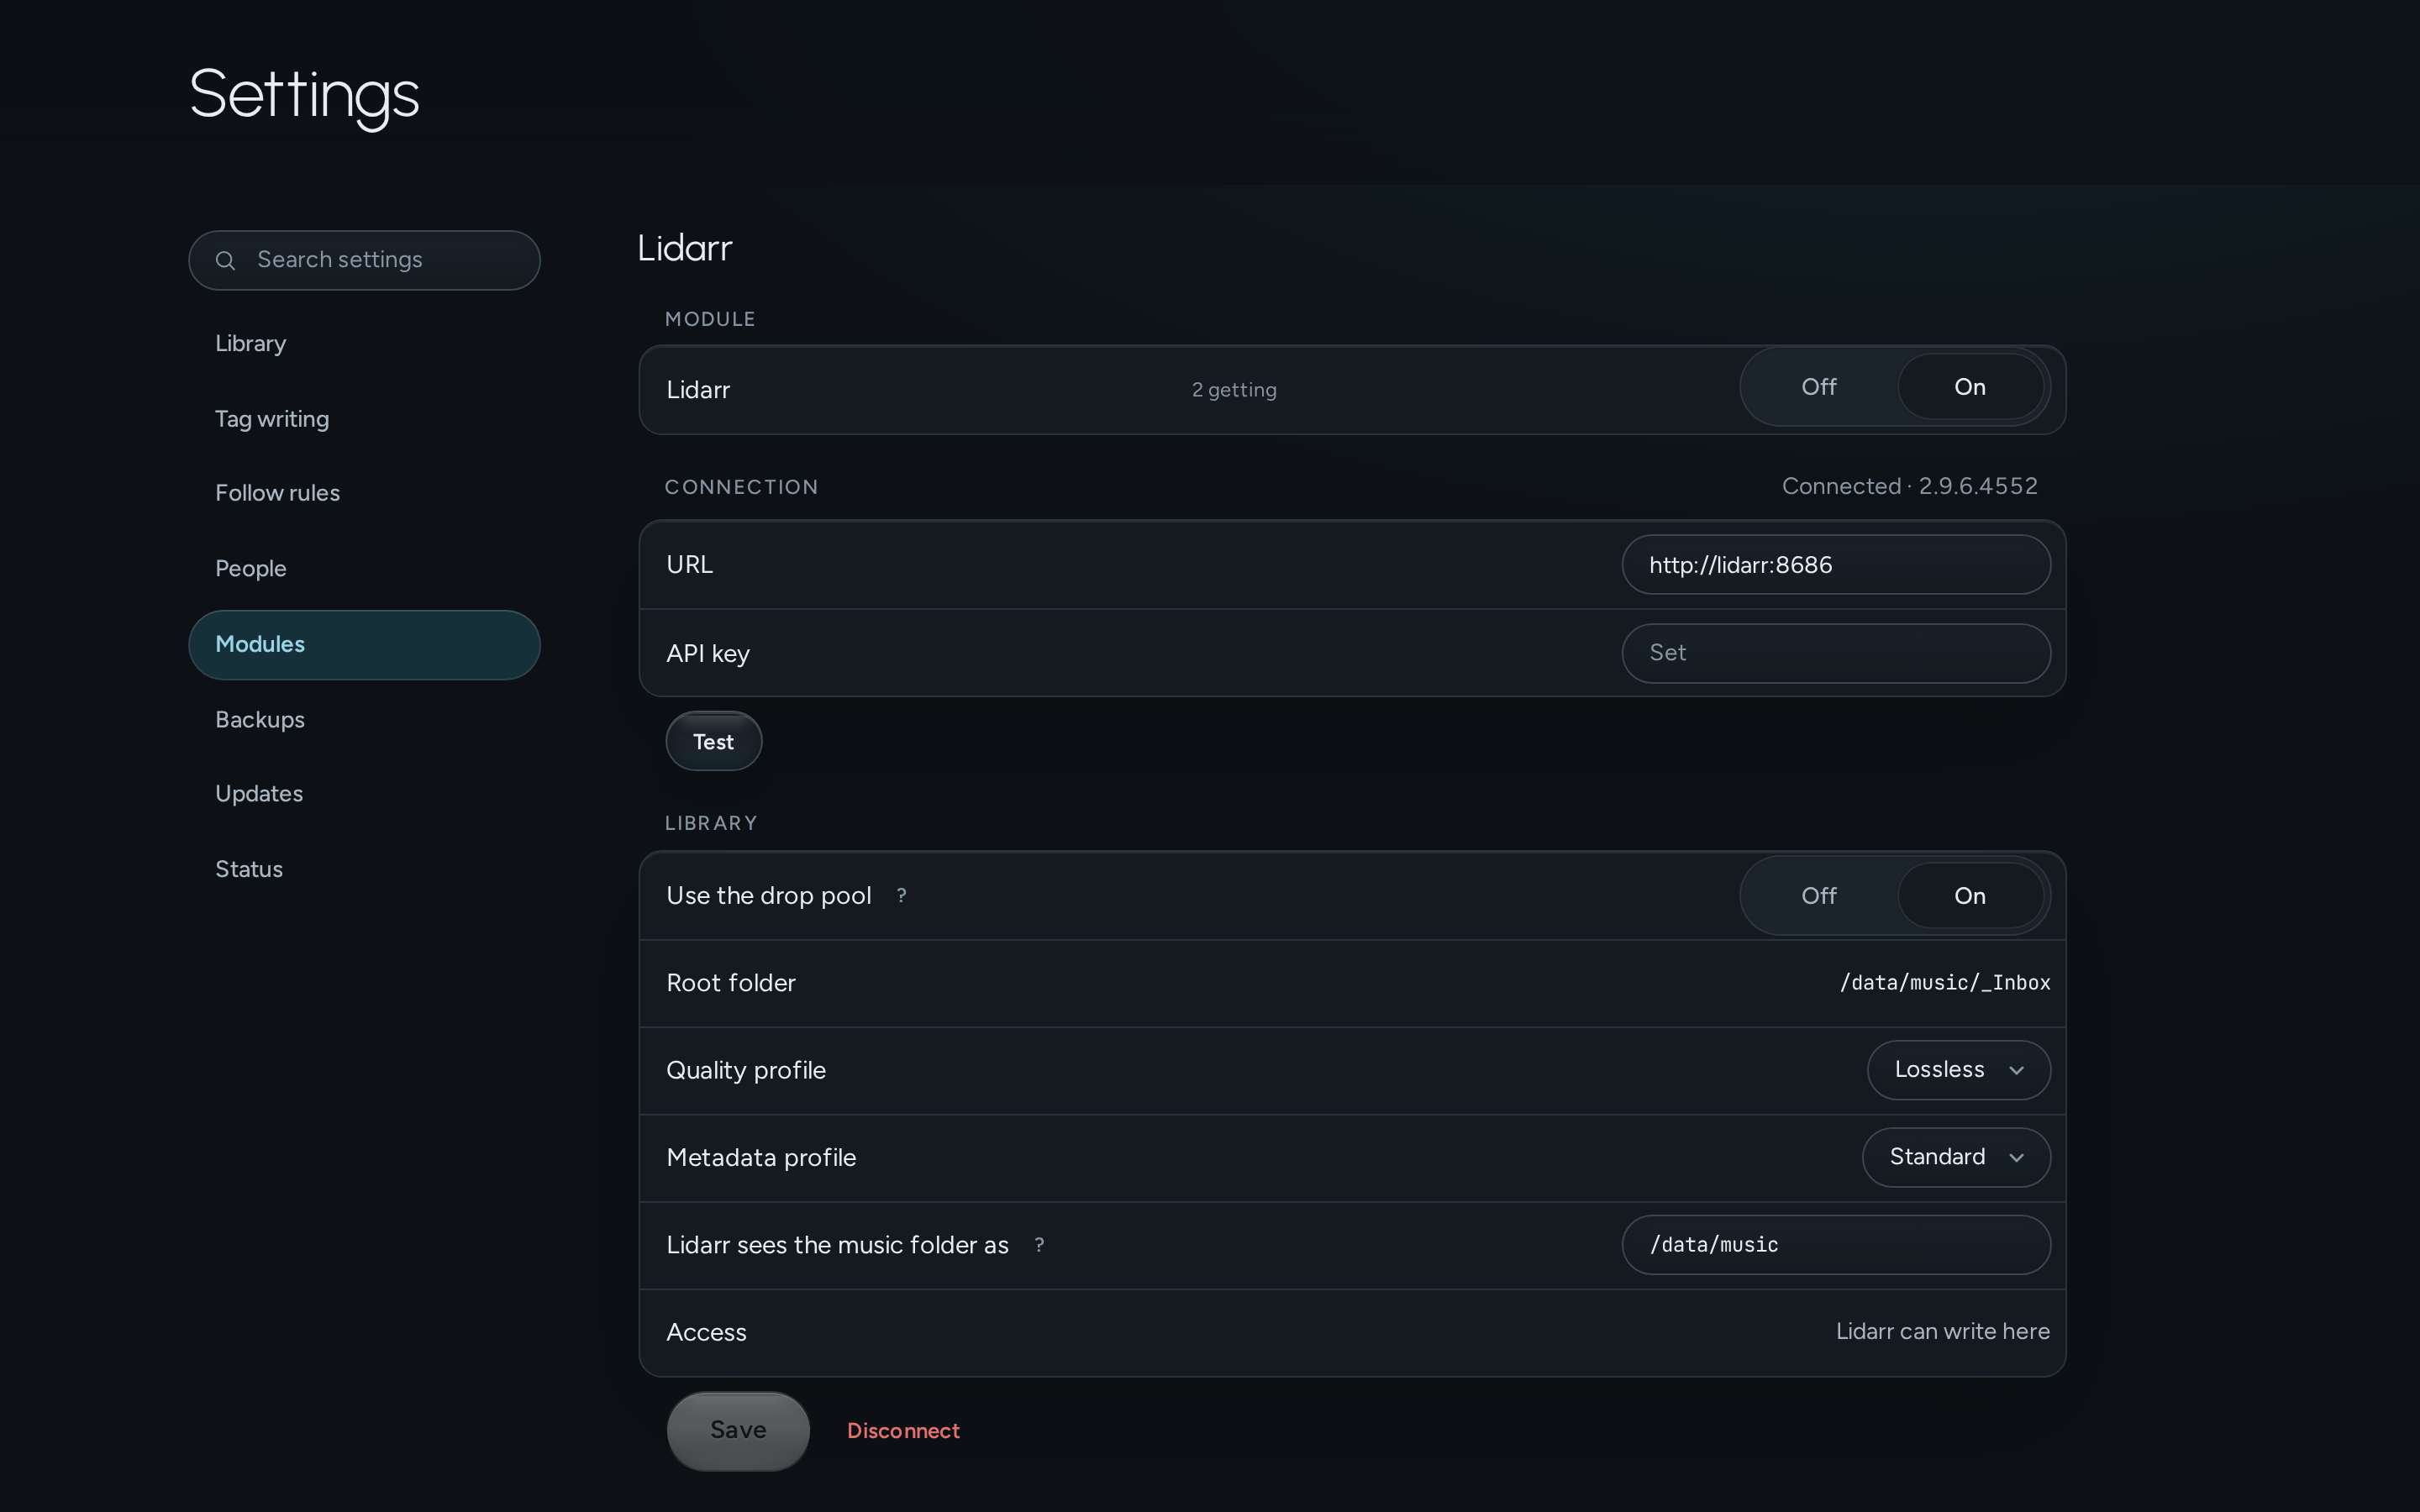 Settings
Search settings
Library
Tag writing
Follow rules
People
Modules
Backups
Updates
Status
Lidarr
MODULE
Lidarr 2 getting Off On
CONNECTION Connected · 2.9.6.4552
URL http://lidarr:8686
API key Set
Test
LIBRARY
Use the drop pool ? Off On
Root folder /data/music/_Inbox
Quality profile Lossless
Metadata profile Standard
Lidarr sees the music folder as ? /data/music
Access Lidarr can write here
Save Disconnect